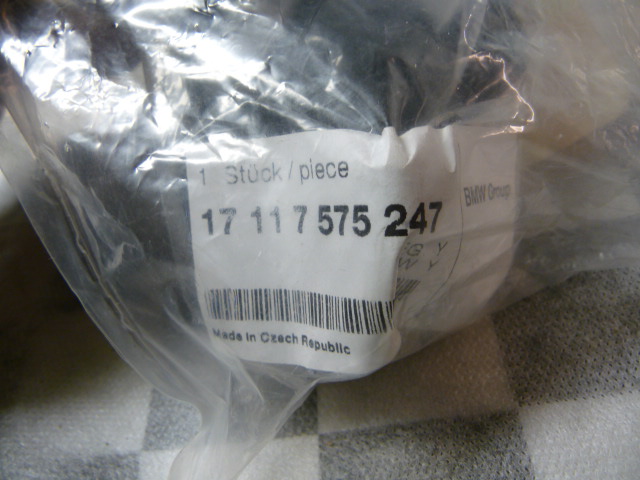 1 Stück / piece
17 11 7 575 247
BMW Group
Made in Czech Republic